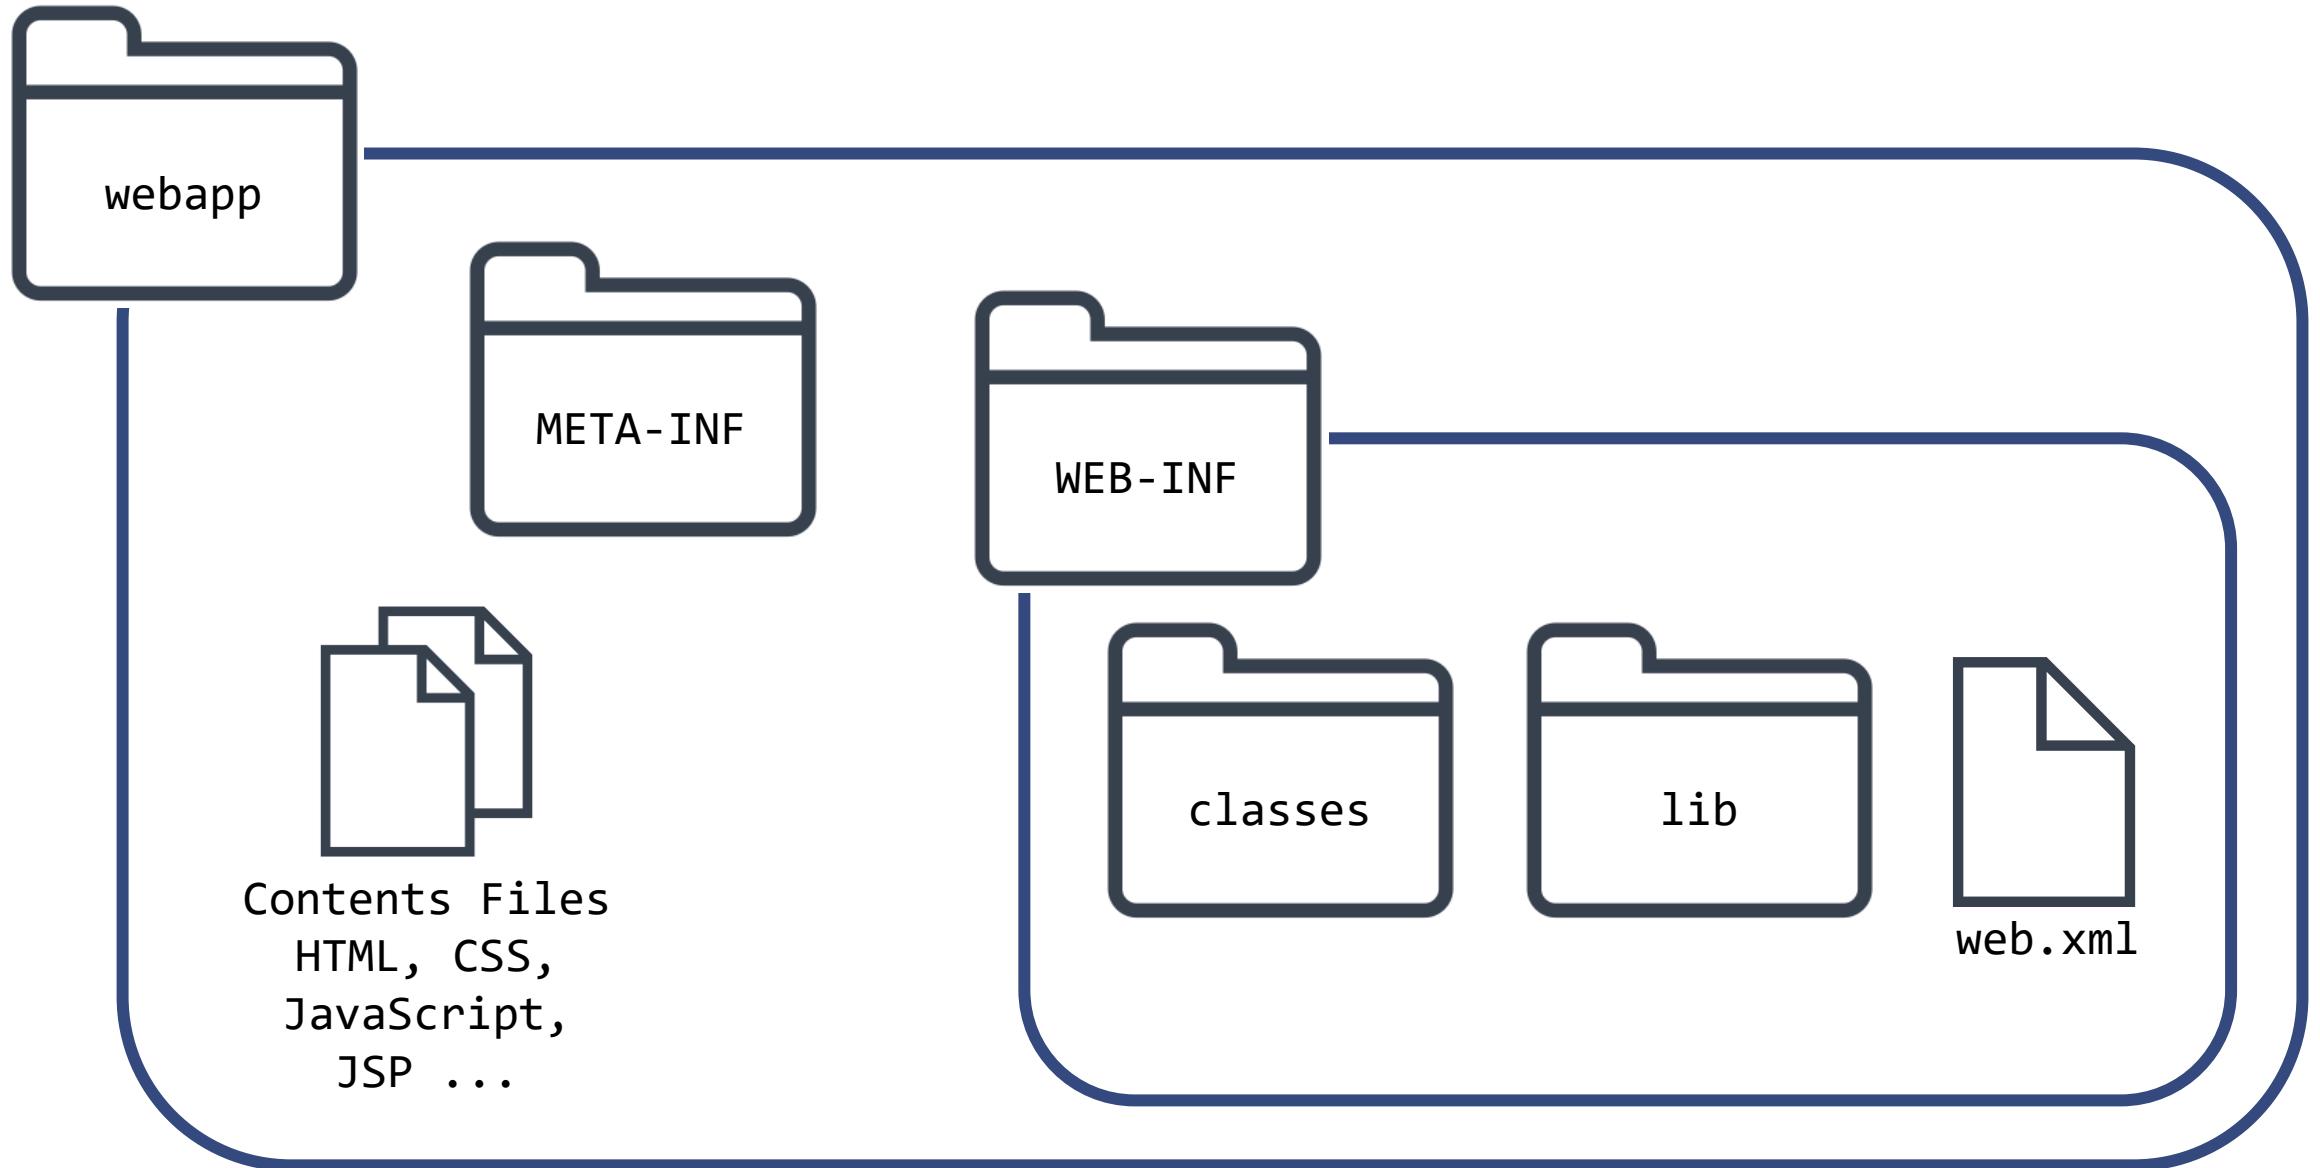 webapp
META-INF
WEB-INF
classes
lib
web.xml
Contents Files
HTML, CSS,
JavaScript,
JSP ...